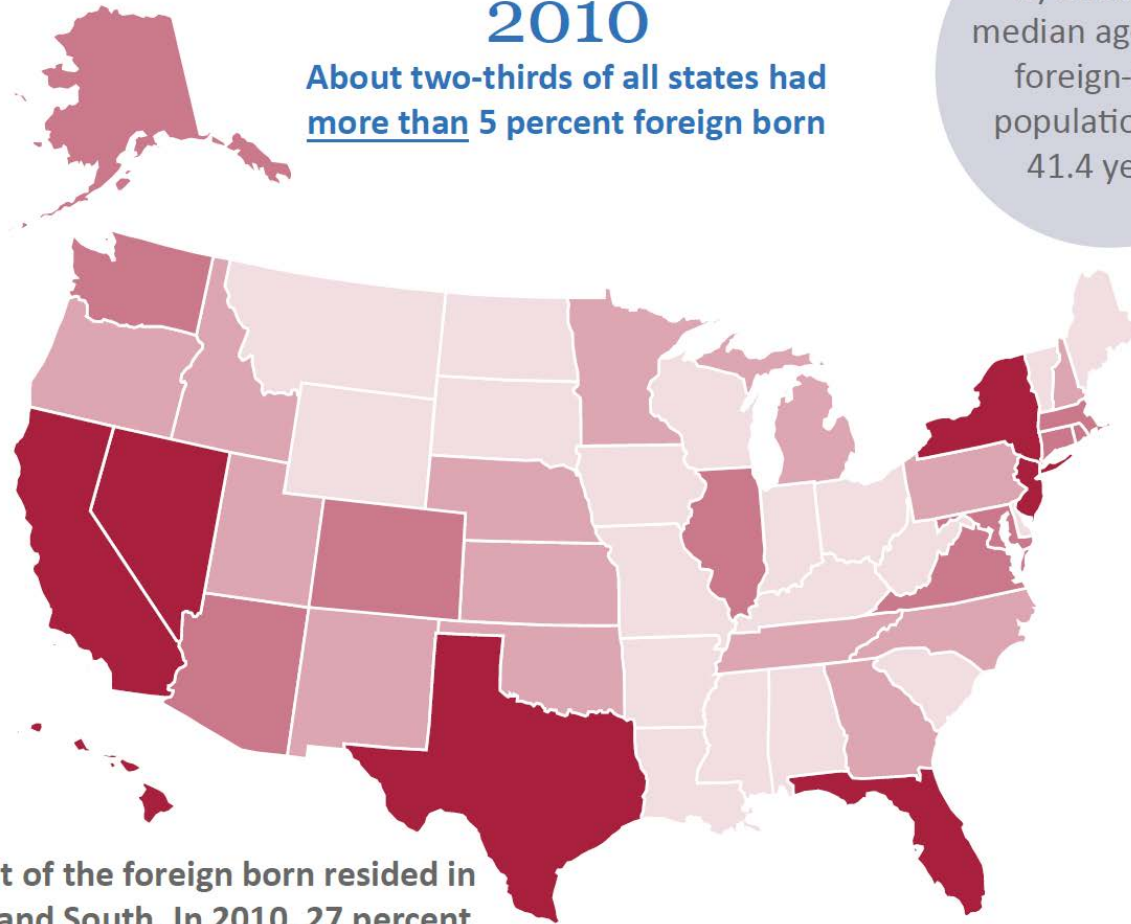 2010
About two-thirds of all states had
more than 5 percent foreign born
median ag
foreign-
populatio
41.4 ye
t of the foreign born resided in
and South. In 2010, 27 percent